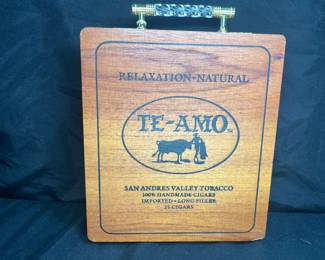 RELAXATION • NATURAL
TE-AMO
SAN ANDRES VALLEY TOBACCO
100% HANDMADE CIGARS
IMPORTED • LONG FILLER
25 CIGARS